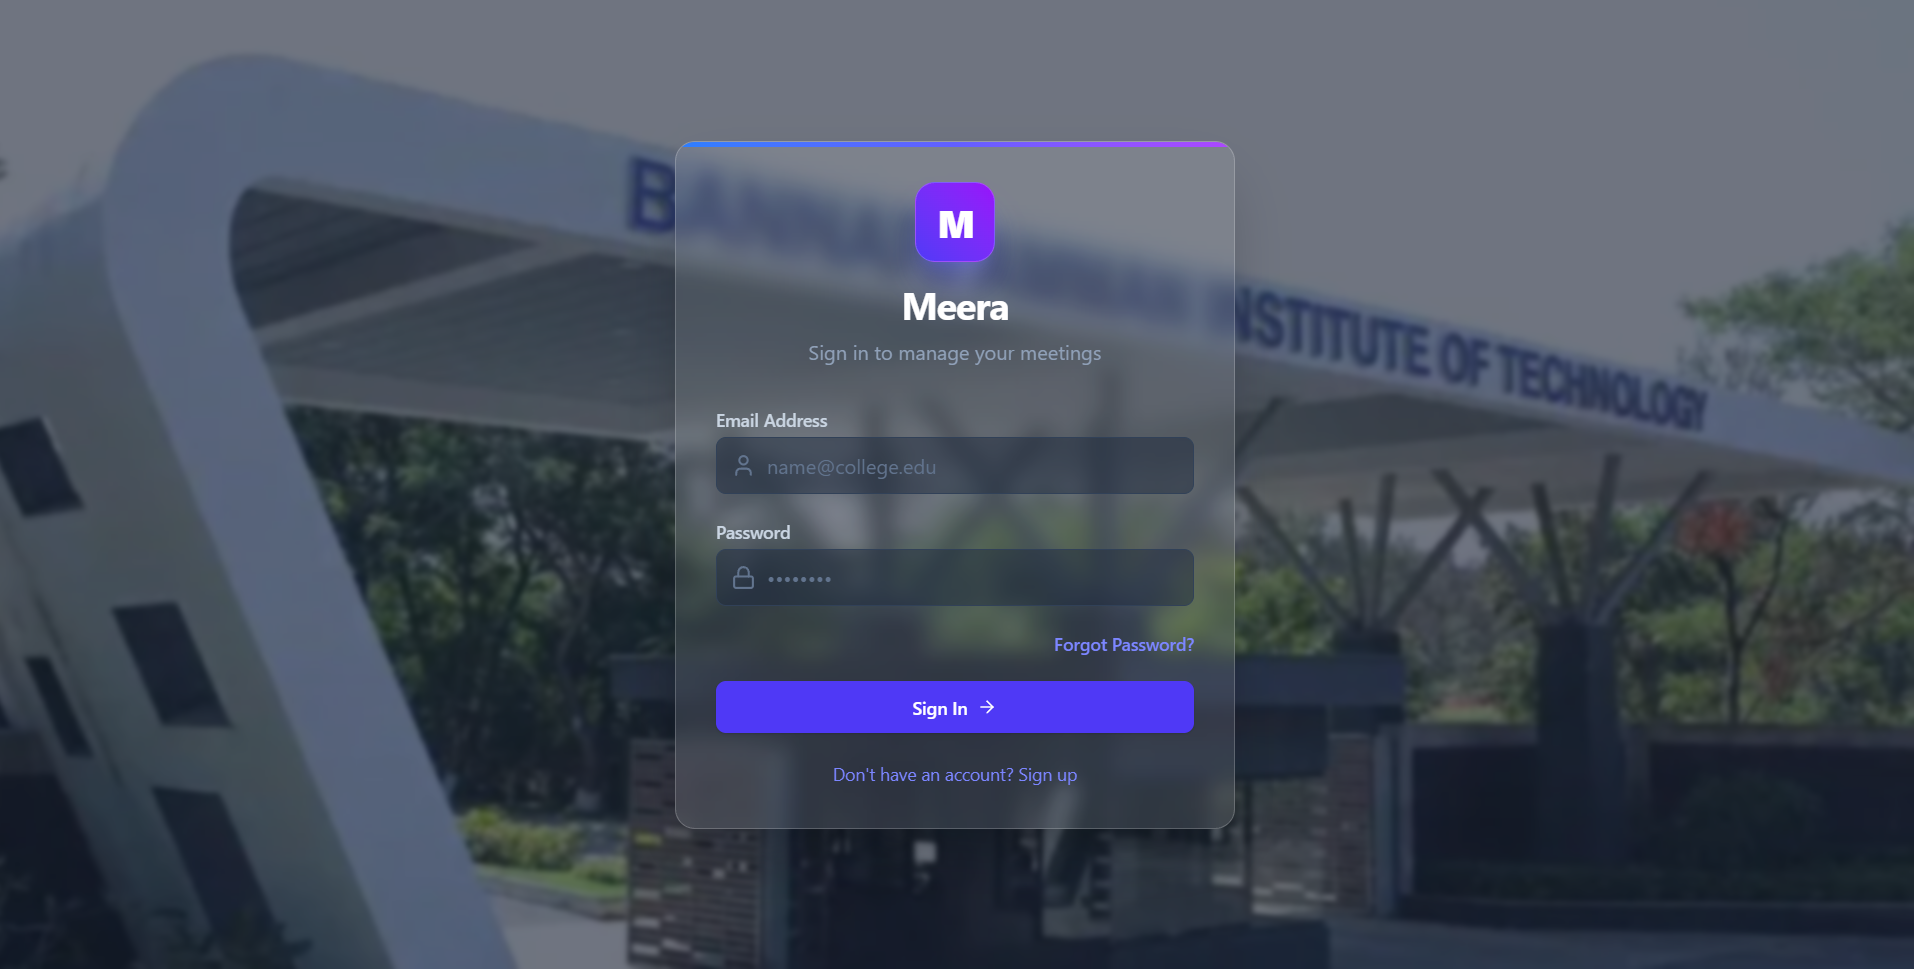 INSTITUTE OF TECHNOLOGY
M
Meera
Sign in to manage your meetings
Email Address
name@college.edu
Password
••••••••
Forgot Password?
Sign In →
Don't have an account? Sign up